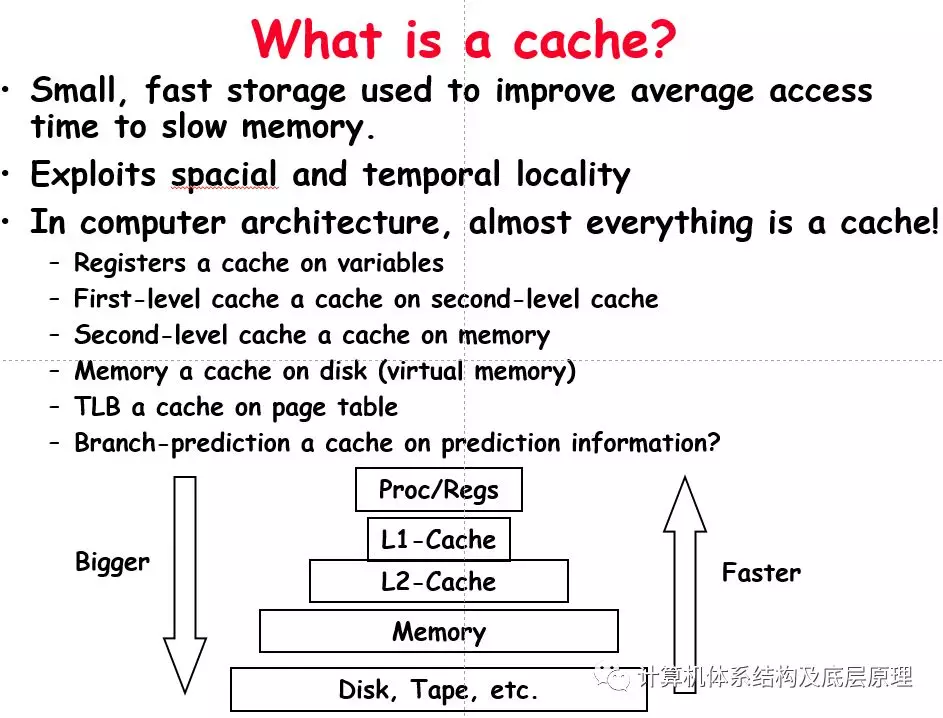 What is a cache?
• Small, fast storage used to improve average access
time to slow memory.
• Exploits spacial and temporal locality
• In computer architecture, almost everything is a cache!
– Registers a cache on variables
– First-level cache a cache on second-level cache
– Second-level cache a cache on memory
– Memory a cache on disk (virtual memory)
– TLB a cache on page table
– Branch-prediction a cache on prediction information?
Proc/Regs
L1-Cache
Bigger
L2-Cache
Faster
Memory
Disk, Tape, etc.
计算机体系结构及底层原理